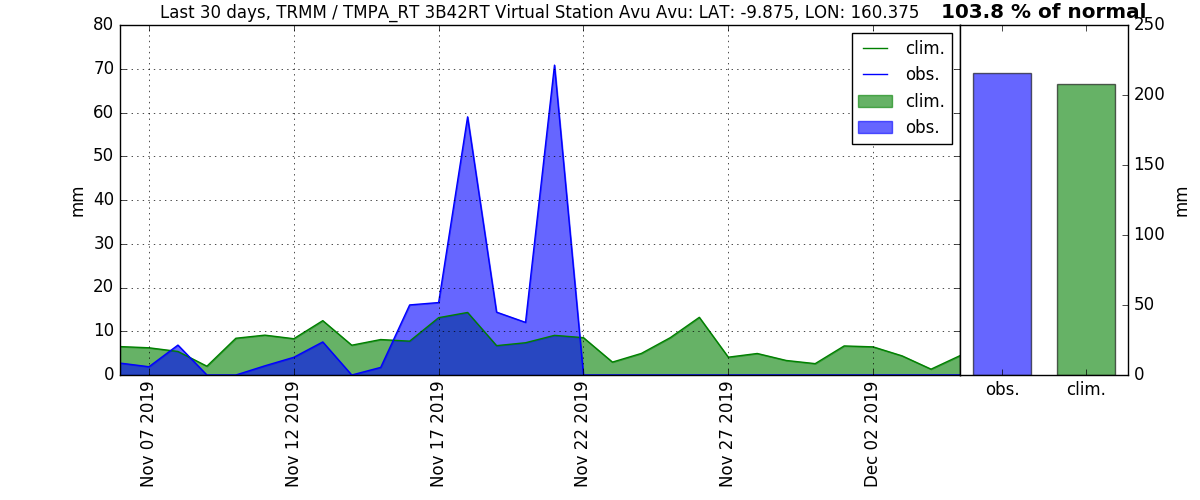 Last 30 days, TRMM / TMPA_RT 3B42RT Virtual Station Avu Avu: LAT: -9.875, LON: 160.375
103.8 % of normal
80
70
60
50
40
30
20
10
0
mm
Nov 07 2019
Nov 12 2019
Nov 17 2019
Nov 22 2019
Nov 27 2019
Dec 02 2019
clim.
obs.
clim.
obs.
250
200
150
100
50
0
mm
obs.
clim.